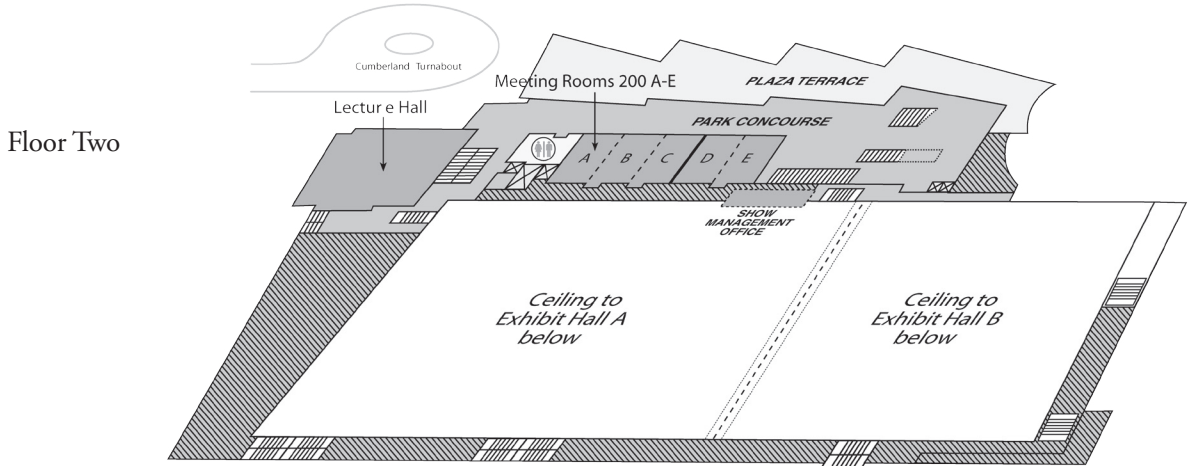 Cumberland Turnabout
Meeting Rooms 200 A-E
PLAZA TERRACE
Lecture Hall
PARK CONCOURSE
Floor Two
A
B
C
D
E
SHOW
MANAGEMENT
OFFICE
Ceiling to
Exhibit Hall A
below
Ceiling to
Exhibit Hall B
below